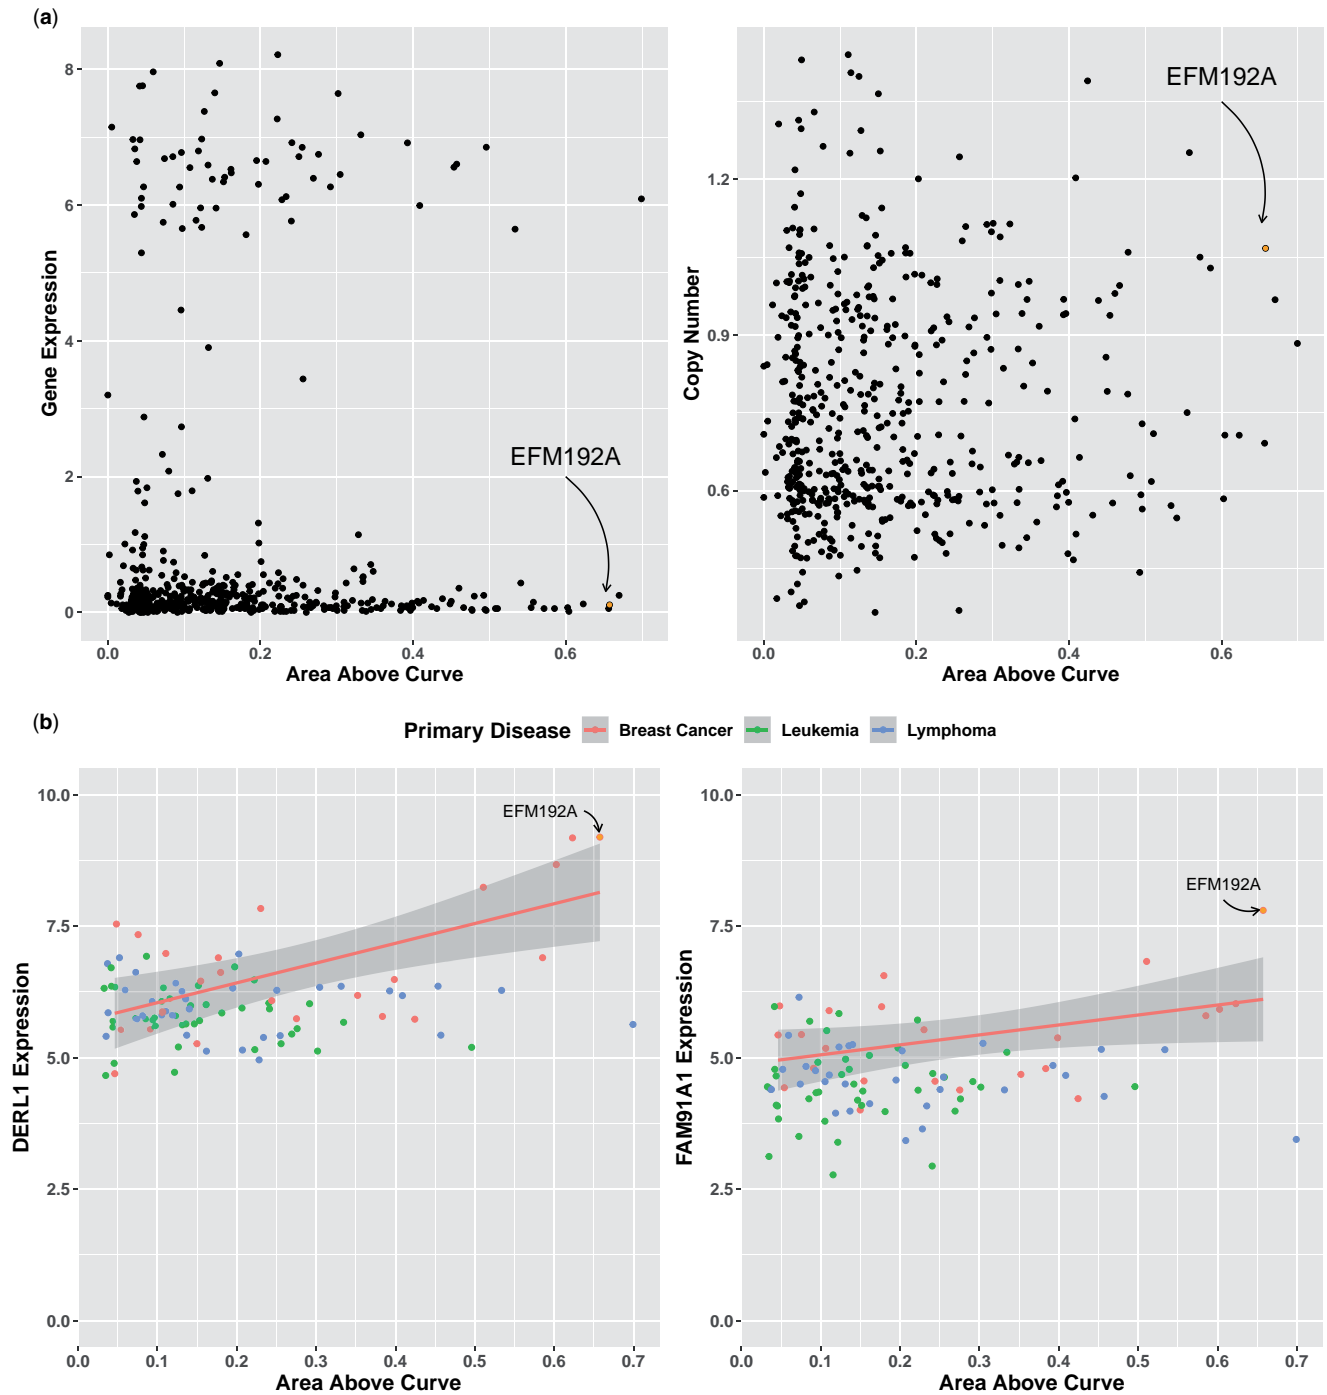 (a)
Gene Expression
8
6
4
2
0
EFM192A
0.0 0.2 0.4 0.6
Area Above Curve
Copy Number
1.2
0.9
0.6
EFM192A
0.0 0.2 0.4 0.6
Area Above Curve
(b)
Primary Disease Breast Cancer Leukemia Lymphoma
DERL1 Expression
10.0
7.5
5.0
2.5
0.0
EFM192A
0.0 0.1 0.2 0.3 0.4 0.5 0.6 0.7
Area Above Curve
FAM91A1 Expression
10.0
7.5
5.0
2.5
0.0
EFM192A
0.0 0.1 0.2 0.3 0.4 0.5 0.6 0.7
Area Above Curve